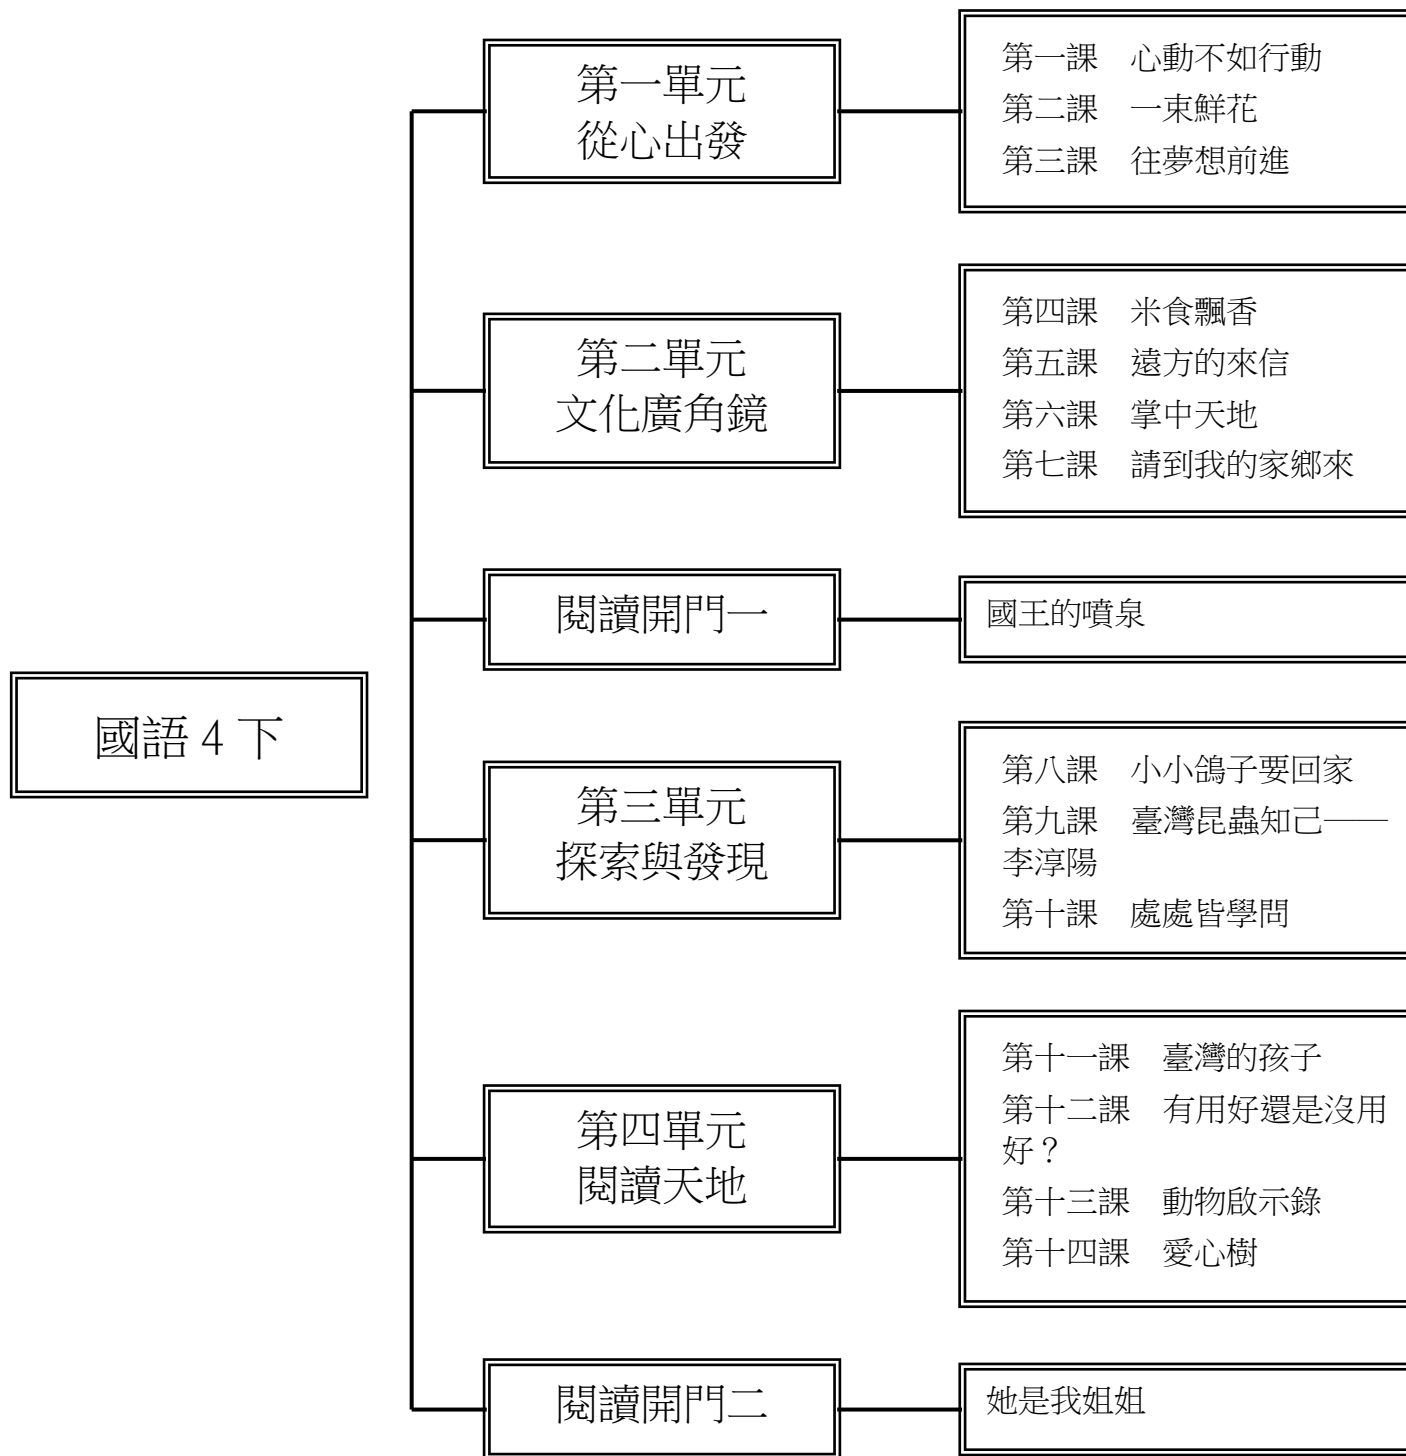 國語 4 下
第一單元
從心出發
第一課　心動不如行動
第二課　一束鮮花
第三課　往夢想前進
第二單元
文化廣角鏡
第四課　米食飄香
第五課　遠方的來信
第六課　掌中天地
第七課　請到我的家鄉來
閱讀開門一
國王的噴泉
第三單元
探索與發現
第八課　小小鴿子要回家
第九課　臺灣昆蟲知己——
李淳陽
第十課　處處皆學問
第四單元
閱讀天地
第十一課　臺灣的孩子
第十二課　有用好還是沒用
好？
第十三課　動物啟示錄
第十四課　愛心樹
閱讀開門二
她是我姐姐